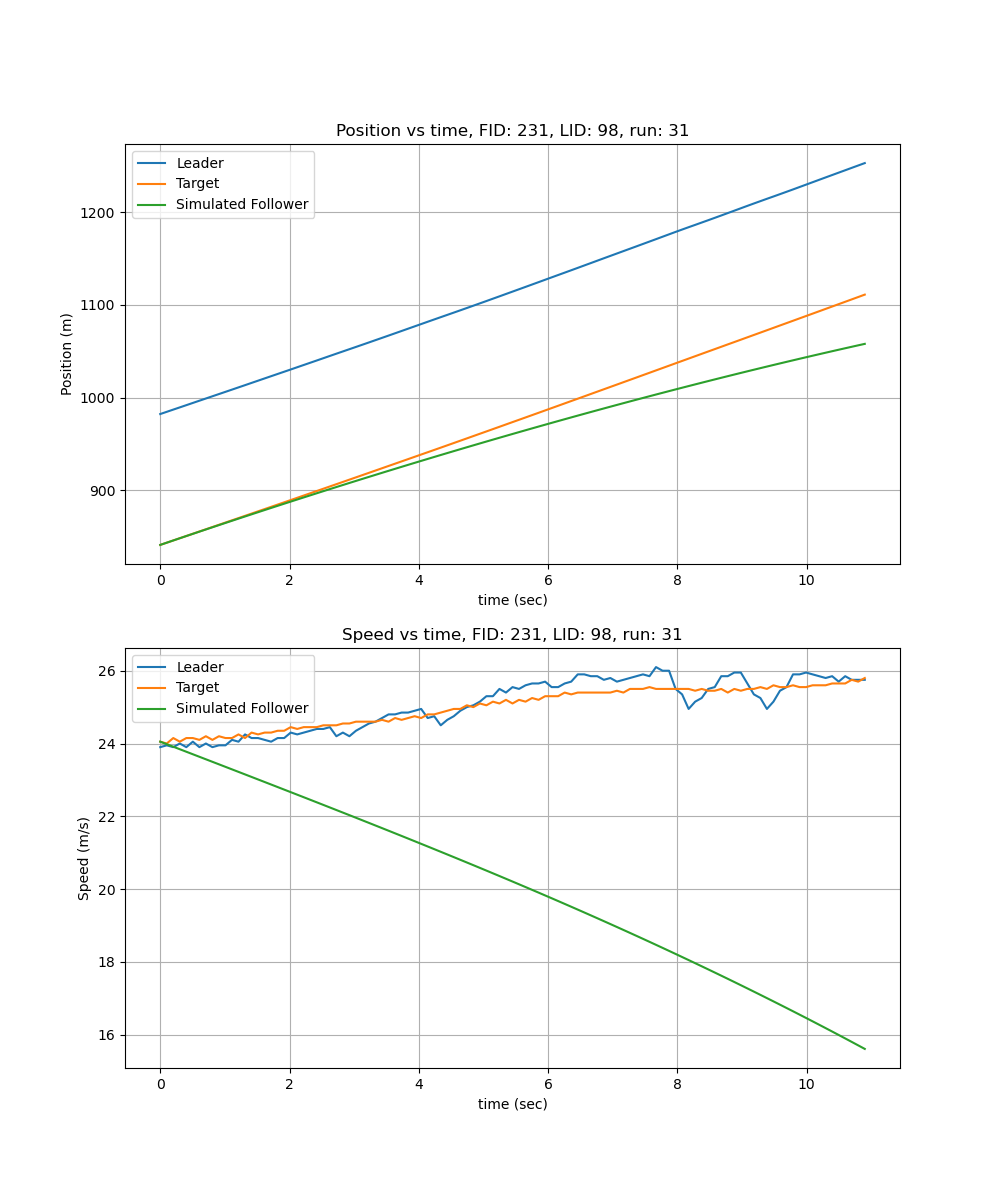 Position vs time, FID: 231, LID: 98, run: 31
Leader
Target
Simulated Follower
1200
1100
1000
900
Position (m)
0 2 4 6 8 10
time (sec)
Speed vs time, FID: 231, LID: 98, run: 31
Leader
Target
Simulated Follower
26
24
22
20
18
16
Speed (m/s)
0 2 4 6 8 10
time (sec)